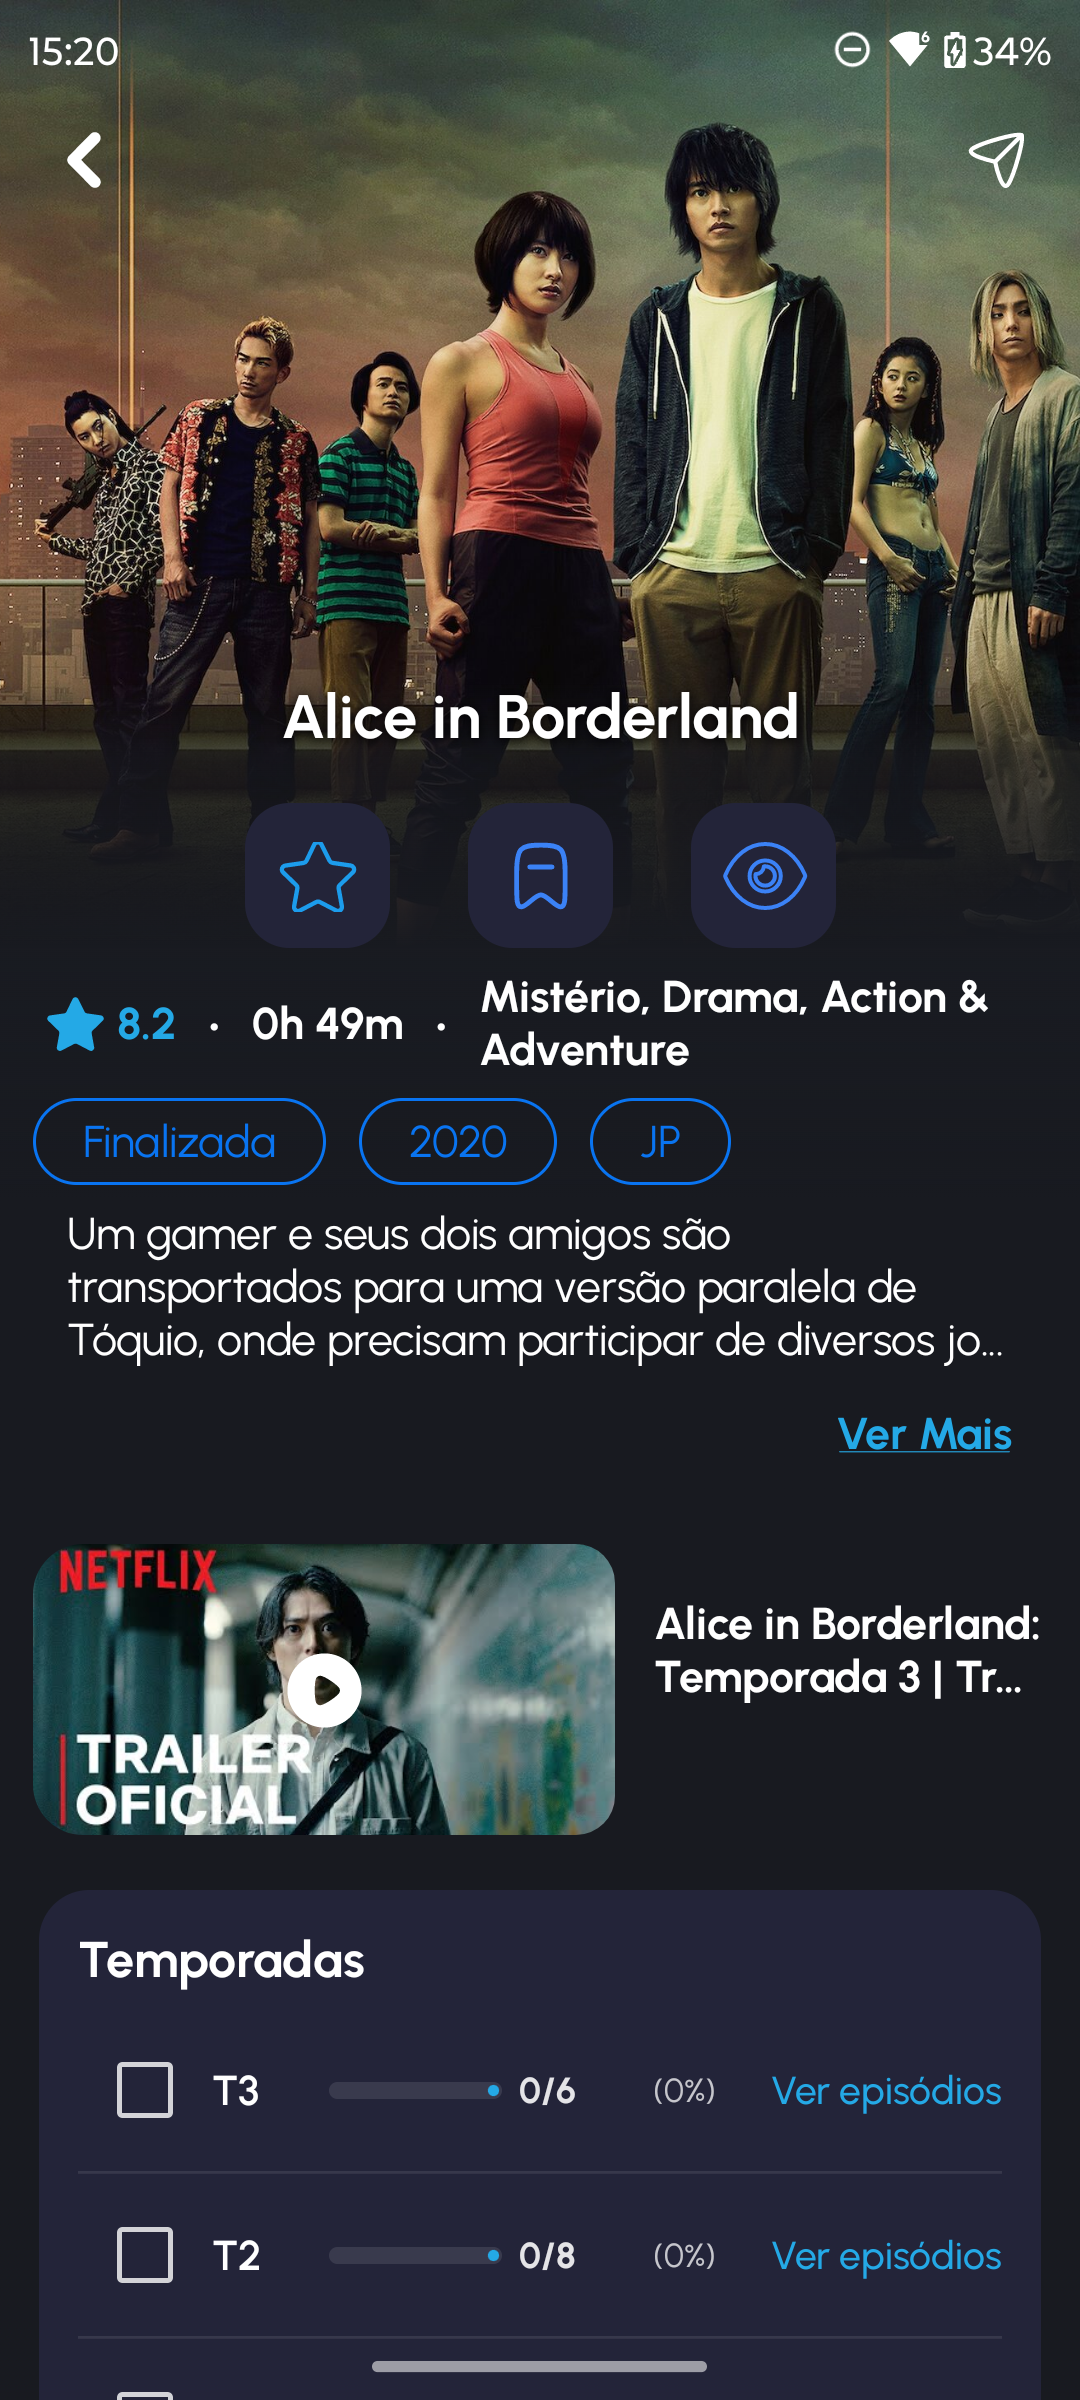 15:20
6 34%
Alice in Borderland
8.2 · 0h 49m · Mistério, Drama, Action &
Adventure
Finalizada 2020 JP
Um gamer e seus dois amigos são
transportados para uma versão paralela de
Tóquio, onde precisam participar de diversos jo...
Ver Mais
NETFLIX
TRAILER
OFICIAL
Alice in Borderland:
Temporada 3 | Tr...
Temporadas
T3 0/6 (0%) Ver episódios
T2 0/8 (0%) Ver episódios